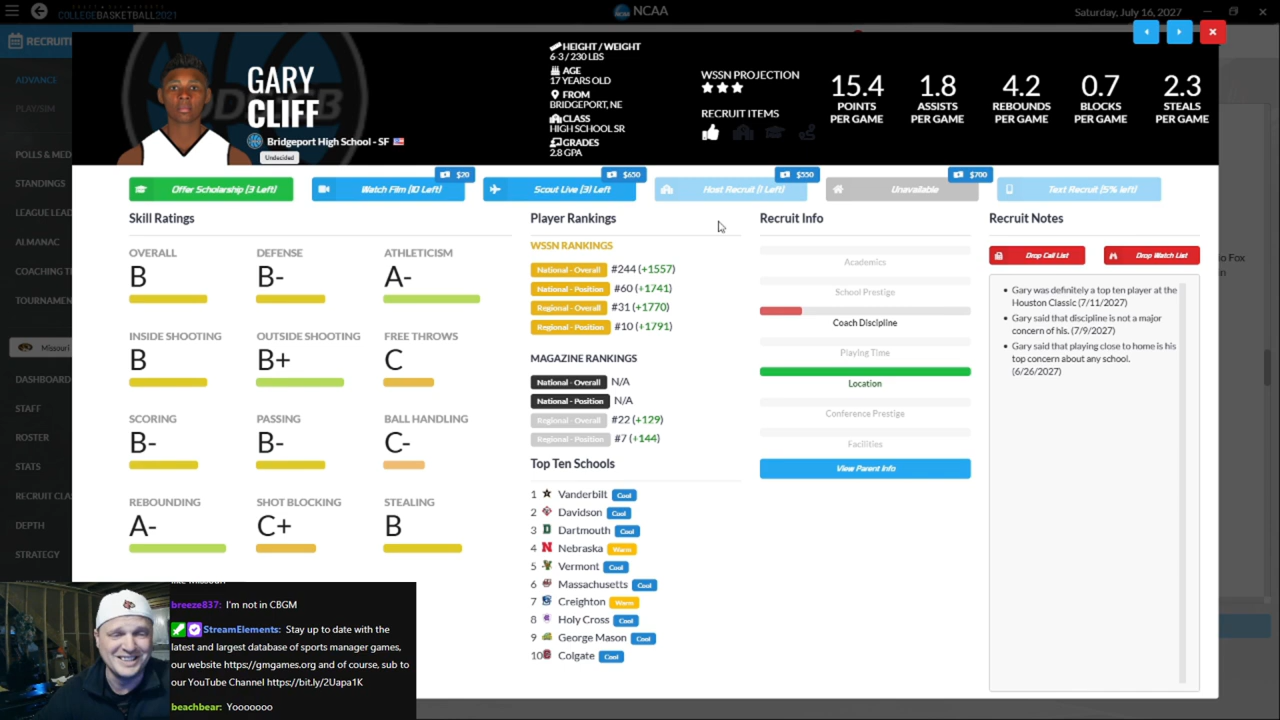 COLLEGEBASKETBALL2021
NCAA
Saturday, July 16, 2027
RECRUITI
ADVANCE
PLAY/SIM
POLLS & MED
STANDINGS
LEAGUE LEAD
ALMANAC
COACHING T
TOURNAMEN
Missouri
DASHBOARD
STAFF
ROSTER
STATS
RECRUIT CLA
DEPTH
STRATEGY
GARY
CLIFF
Bridgeport High School - SF
Undecided
HEIGHT / WEIGHT
6-3 / 230 LBS
AGE
17 YEARS OLD
FROM
BRIDGEPORT, NE
CLASS
HIGH SCHOOL SR
GRADES
2.8 GPA
WSSN PROJECTION
RECRUIT ITEMS
15.4
POINTS
PER GAME
1.8
ASSISTS
PER GAME
4.2
REBOUNDS
PER GAME
0.7
BLOCKS
PER GAME
2.3
STEALS
PER GAME
Offer Scholarship (3 Left)
$20
Watch Film (10 Left)
$650
Scout Live (3) Left
$550
Host Recruit (1 Left)
$700
Unavailable
Text Recruit (5% left)
Skill Ratings
OVERALL
B
DEFENSE
B-
ATHLETICISM
A-
INSIDE SHOOTING
B
OUTSIDE SHOOTING
B+
FREE THROWS
C
SCORING
B-
PASSING
B-
BALL HANDLING
C-
REBOUNDING
A-
SHOT BLOCKING
C+
STEALING
B
Player Rankings
WSSN RANKINGS
National - Overall #244 (+1557)
National - Position #60 (+1741)
Regional - Overall #31 (+1770)
Regional - Position #10 (+1791)
MAGAZINE RANKINGS
National - Overall N/A
National - Position N/A
Regional - Overall #22 (+129)
Regional - Position #7 (+144)
Top Ten Schools
1 Vanderbilt Cool
2 Davidson Cool
3 Dartmouth Cool
4 Nebraska Warm
5 Vermont Cool
6 Massachusetts Cool
7 Creighton Warm
8 Holy Cross Cool
9 George Mason Cool
10 Colgate Cool
Recruit Info
Academics
School Prestige
Coach Discipline
Playing Time
Location
Conference Prestige
Facilities
View Parent Info
Recruit Notes
Drop Call List
Drop Watch List
Gary was definitely a top ten player at the
Houston Classic (7/11/2027)
Gary said that discipline is not a major
concern of his. (7/9/2027)
Gary said that playing close to home is his
top concern about any school.
(6/26/2027)
o Fox
breeze837: I'm not in CBGM
StreamElements: Stay up to date with the
latest and largest database of sports manager games,
our website https://gmgames.org and of course, sub to
our YouTube Channel https://bit.ly/2Uapa1K
beachbear: Yooooooo